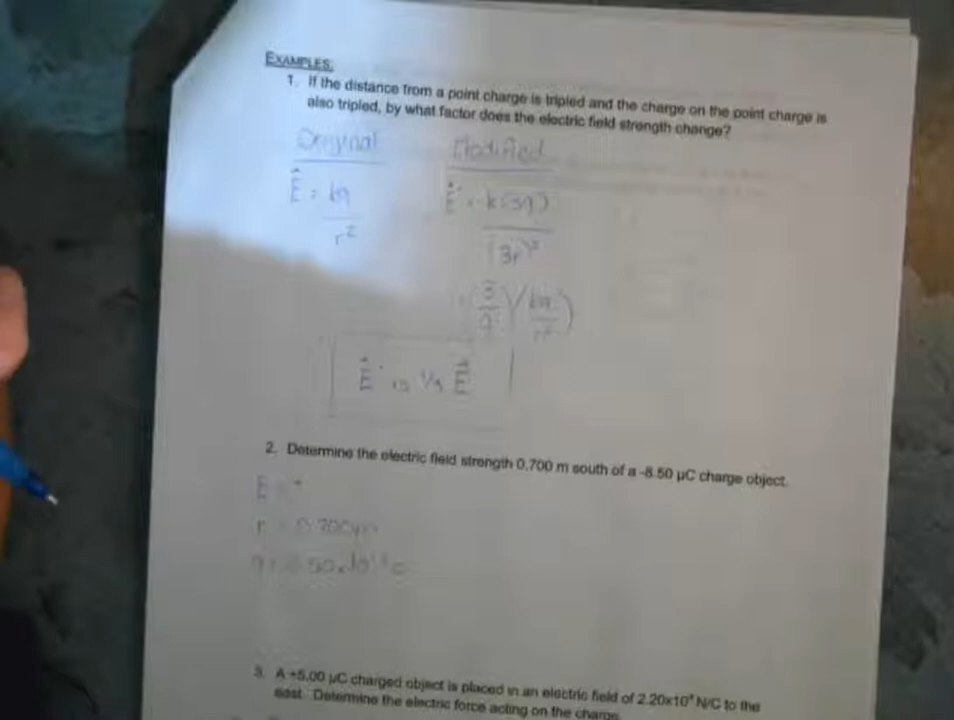 EXAMPLES:
1. If the distance from a point charge is tripled and the charge on the point charge is
also tripled, by what factor does the electric field strength change?
Original Modified
E = kq E' = k(3q)
r² (3r)²
(3/9)(kq/r²)
E' is E
2. Determine the electric field strength 0.700 m south of a -8.50 µC charge object.
E = 
r = 0.700
q =
3. A +5.00 µC charged object is placed in an electric field of N/C to the
east. Determine the electric force acting on the charge